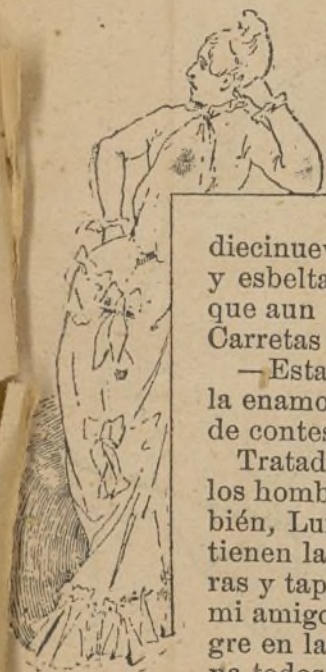 diecinuev
y esbelta
que aun
Carretas
—Esta
la enamo
de contes
Tratad
los homb
bién, Lu
tienen la
ras y tap
mi amigo
gre en la